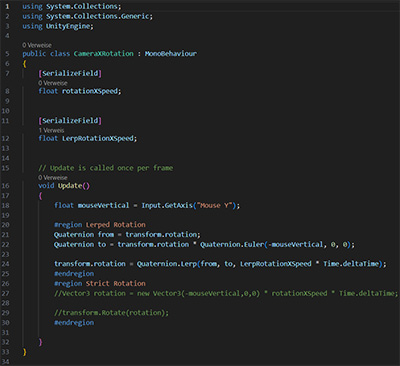 1 using System.Collections;
2 using System.Collections.Generic;
3 using UnityEngine;
4
0 Verweise
5 public class CameraXRotation : MonoBehaviour
6 {
7 [SerializeField]
0 Verweise
8 float rotationXSpeed;
9
10
11 [SerializeField]
1 Verweis
12 float LerpRotationXSpeed;
13
14
15 // Update is called once per frame
0 Verweise
16 void Update()
17 {
18 float mouseVertical = Input.GetAxis("Mouse Y");
19
20 #region Lerped Rotation
21 Quaternion from = transform.rotation;
22 Quaternion to = transform.rotation * Quaternion.Euler(-mouseVertical, 0, 0);
23
24 transform.rotation = Quaternion.Lerp(from, to, LerpRotationXSpeed * Time.deltaTime);
25 #endregion
26 #region Strict Rotation
27 //Vector3 rotation = new Vector3(-mouseVertical,0,0) * rotationXSpeed * Time.deltaTime;
28
29 //transform.Rotate(rotation);
30 #endregion
31
32 }
33 }
34